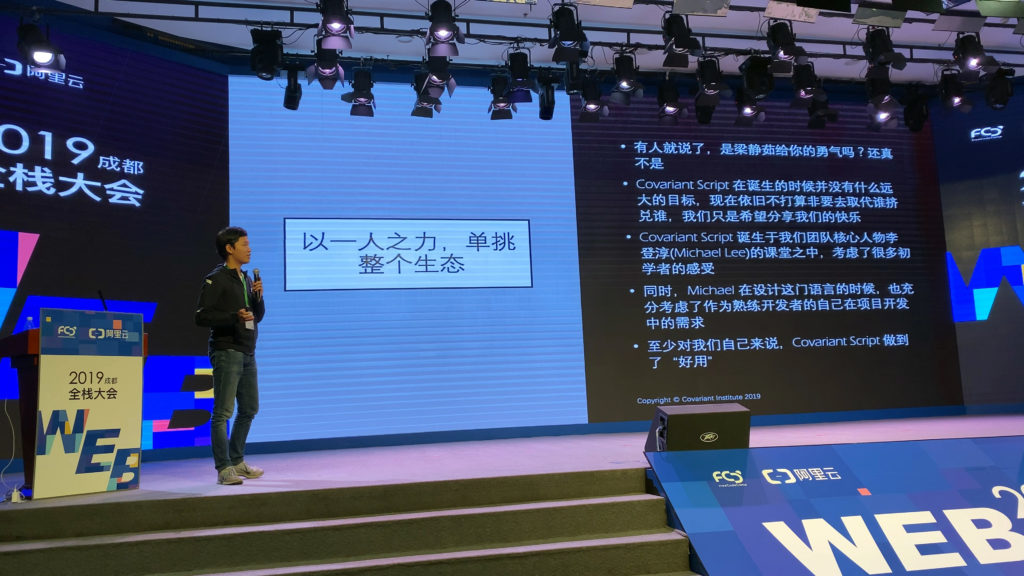 阿里云
2019 成都
全栈大会
以一人之力，单挑
整个生态
• 有人就说了，是梁静茹给你的勇气吗？还真
不是
• Covariant Script 在诞生的时候并没有什么远
大的目标，现在依旧不打算非要去取代谁挤
兑谁，我们只是希望分享我们的快乐
• Covariant Script 诞生于我们团队核心人物李
登淳(Michael Lee)的课堂之中，考虑了很多初
学者的感受
• 同时，Michael 在设计这门语言的时候，也充
分考虑了作为熟练开发者的自己在项目开发
中的需求
• 至少对我们自己来说，Covariant Script 做到
了“好用”
Copyright © Covariant Institute 2019
FCC
FCC 阿里云
2019 成都
全栈大会
WEB
PEAVEY
FCC 阿里云
WEB